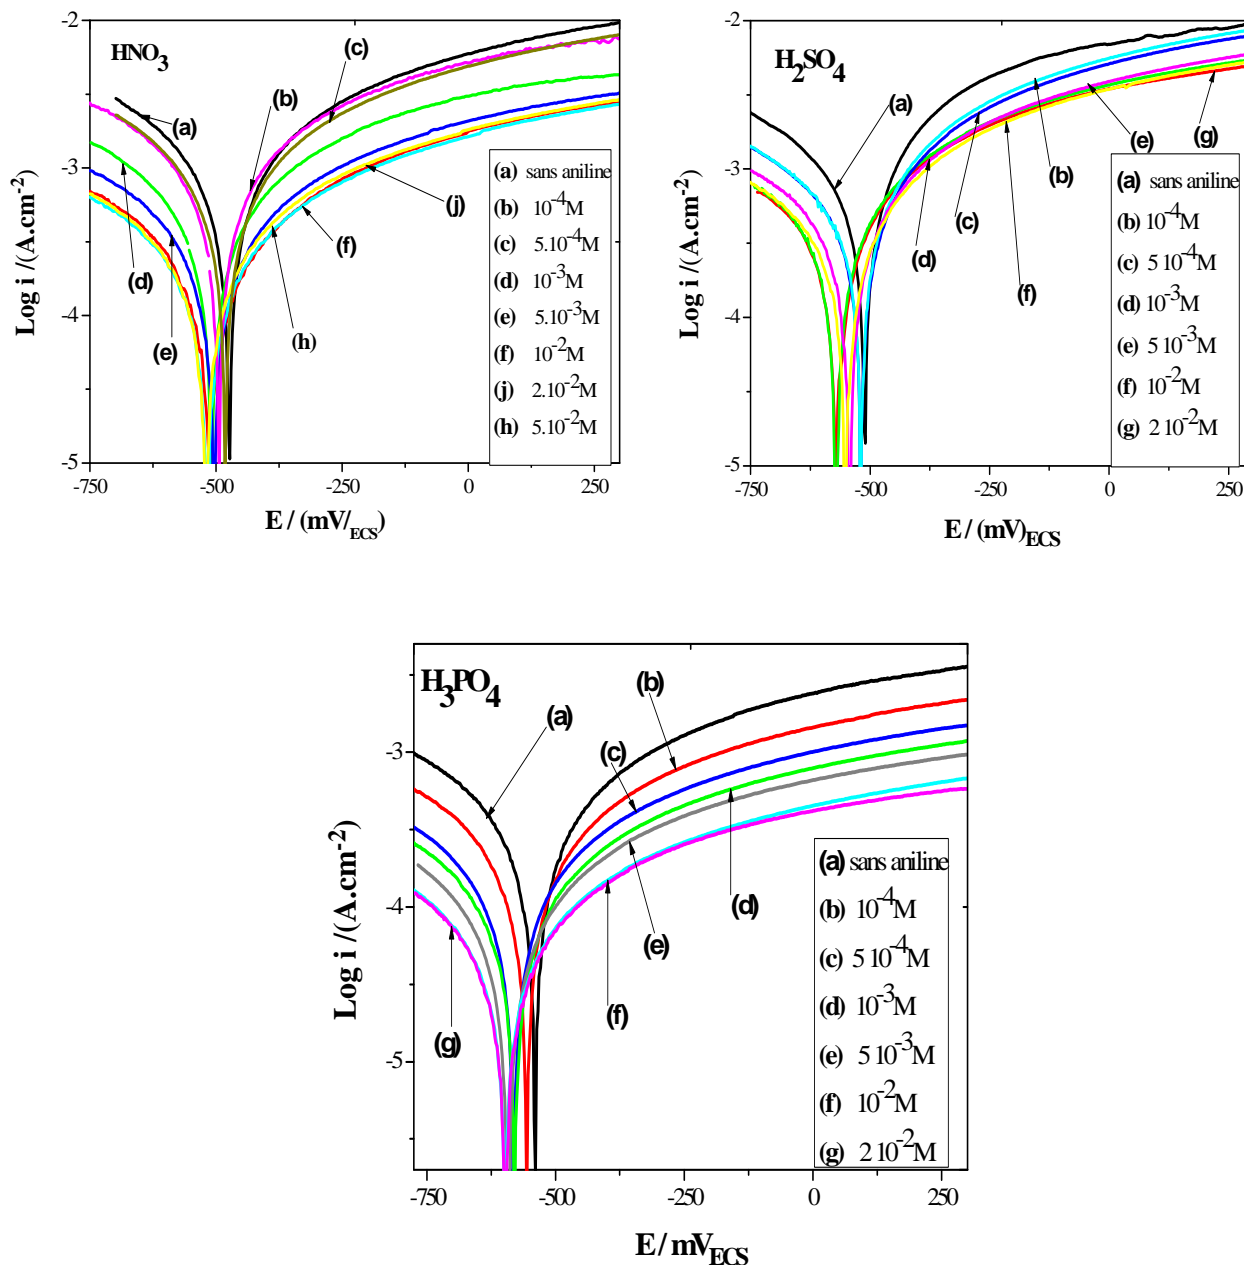 HNO3
-2
-3
-4
-5
-750
-500
-250
0
250
Log i /(A.cm-2)
E / (mV/ECS)
(a)
(b)
(c)
(d)
(e)
(f)
(j)
(h)
(a) sans aniline
(b) 10-4M
(c) 5.10-4M
(d) 10-3M
(e) 5.10-3M
(f) 10-2M
(j) 2.10-2M
(h) 5.10-2M
H2SO4
-2
-3
-4
-5
-750
-500
-250
0
250
Log i /(A.cm-2)
E / (mV)ECS
(a)
(b)
(c)
(d)
(e)
(f)
(g)
(a) sans aniline
(b) 10-4M
(c) 5 10-4M
(d) 10-3M
(e) 5 10-3M
(f) 10-2M
(g) 2 10-2M
H3PO4
-3
-4
-5
-750
-500
-250
0
250
Log i /(A.cm-2)
E / mVECS
(a)
(b)
(c)
(d)
(e)
(f)
(g)
(a) sans aniline
(b) 10-4M
(c) 5 10-4M
(d) 10-3M
(e) 5 10-3M
(f) 10-2M
(g) 2 10-2M